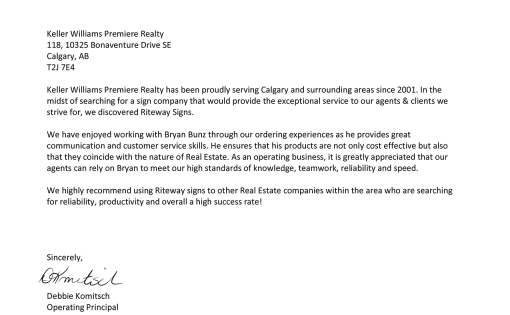 Keller Williams Premiere Realty
118, 10325 Bonaventure Drive SE
Calgary, AB
T2J 7E4
Keller Williams Premiere Realty has been proudly serving Calgary and surrounding areas since 2001. In the
midst of searching for a sign company that would provide the exceptional service to our agents & clients we
strive for, we discovered Riteway Signs.
We have enjoyed working with Bryan Bunz through our ordering experiences as he provides great
communication and customer service skills. He ensures that his products are not only cost effective but also
that they coincide with the nature of Real Estate. As an operating business, it is greatly appreciated that our
agents can rely on Bryan to meet our high standards of knowledge, teamwork, reliability and speed.
We highly recommend using Riteway signs to other Real Estate companies within the area who are searching
for reliability, productivity and overall a high success rate!
Sincerely,
DKomitsch
Debbie Komitsch
Operating Principal